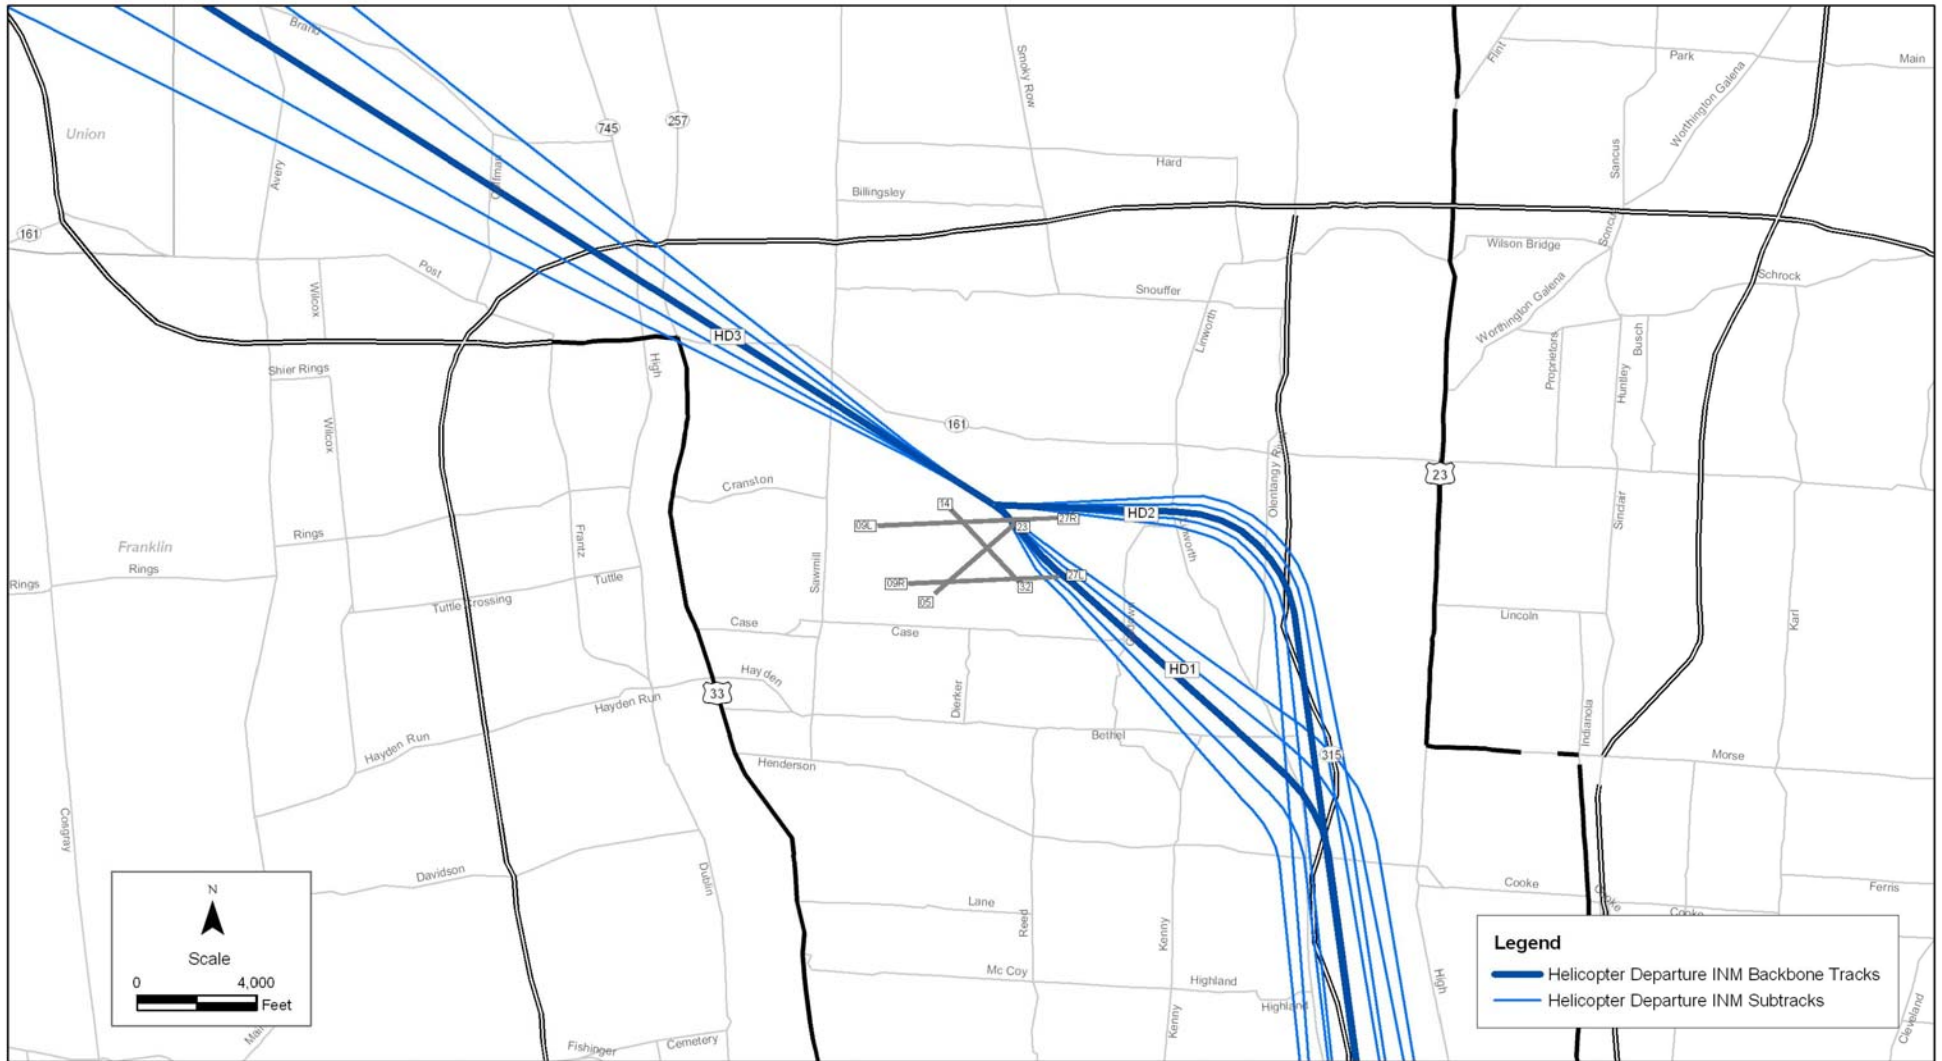 Brand
Smoky Row
Flint
Park
Main
Worthington Galena
745
257
Union
Avery
Coffman
Hard
Sancus
Billingsley
161
Post
Wilcox
Wilson Bridge
Schrock
Snouffer
Linworth
Worthington Galena
HD3
Proprietors
Busch
Huntley
High
Shier Rings
Wilcox
161
Olentangy River
23
Cranston
14
09L
23
27R
HD2
Linworth
Sinclair
Rings
Frantz
Franklin
Rings
Rings
Tuttle
Sawmill
09R
05
32
27L
Tuttle Crossing
Case
Case
Lincoln
Karl
Hayden
HD1
33
Hayden Run
Dierker
Indianola
Hayden Run
Bethel
315
Morse
Henderson
Cosgray
Davidson
Dublin
Lane
Reed
Kenny
Cooke
Cooke
Cooke
Ferris
N
Scale
0 4,000
Feet
Mc Coy
Highland
Highland
High
Kenny
Fishinger
Cemetery
Cleveland
Legend
Helicopter Departure INM Backbone Tracks
Helicopter Departure INM Subtracks